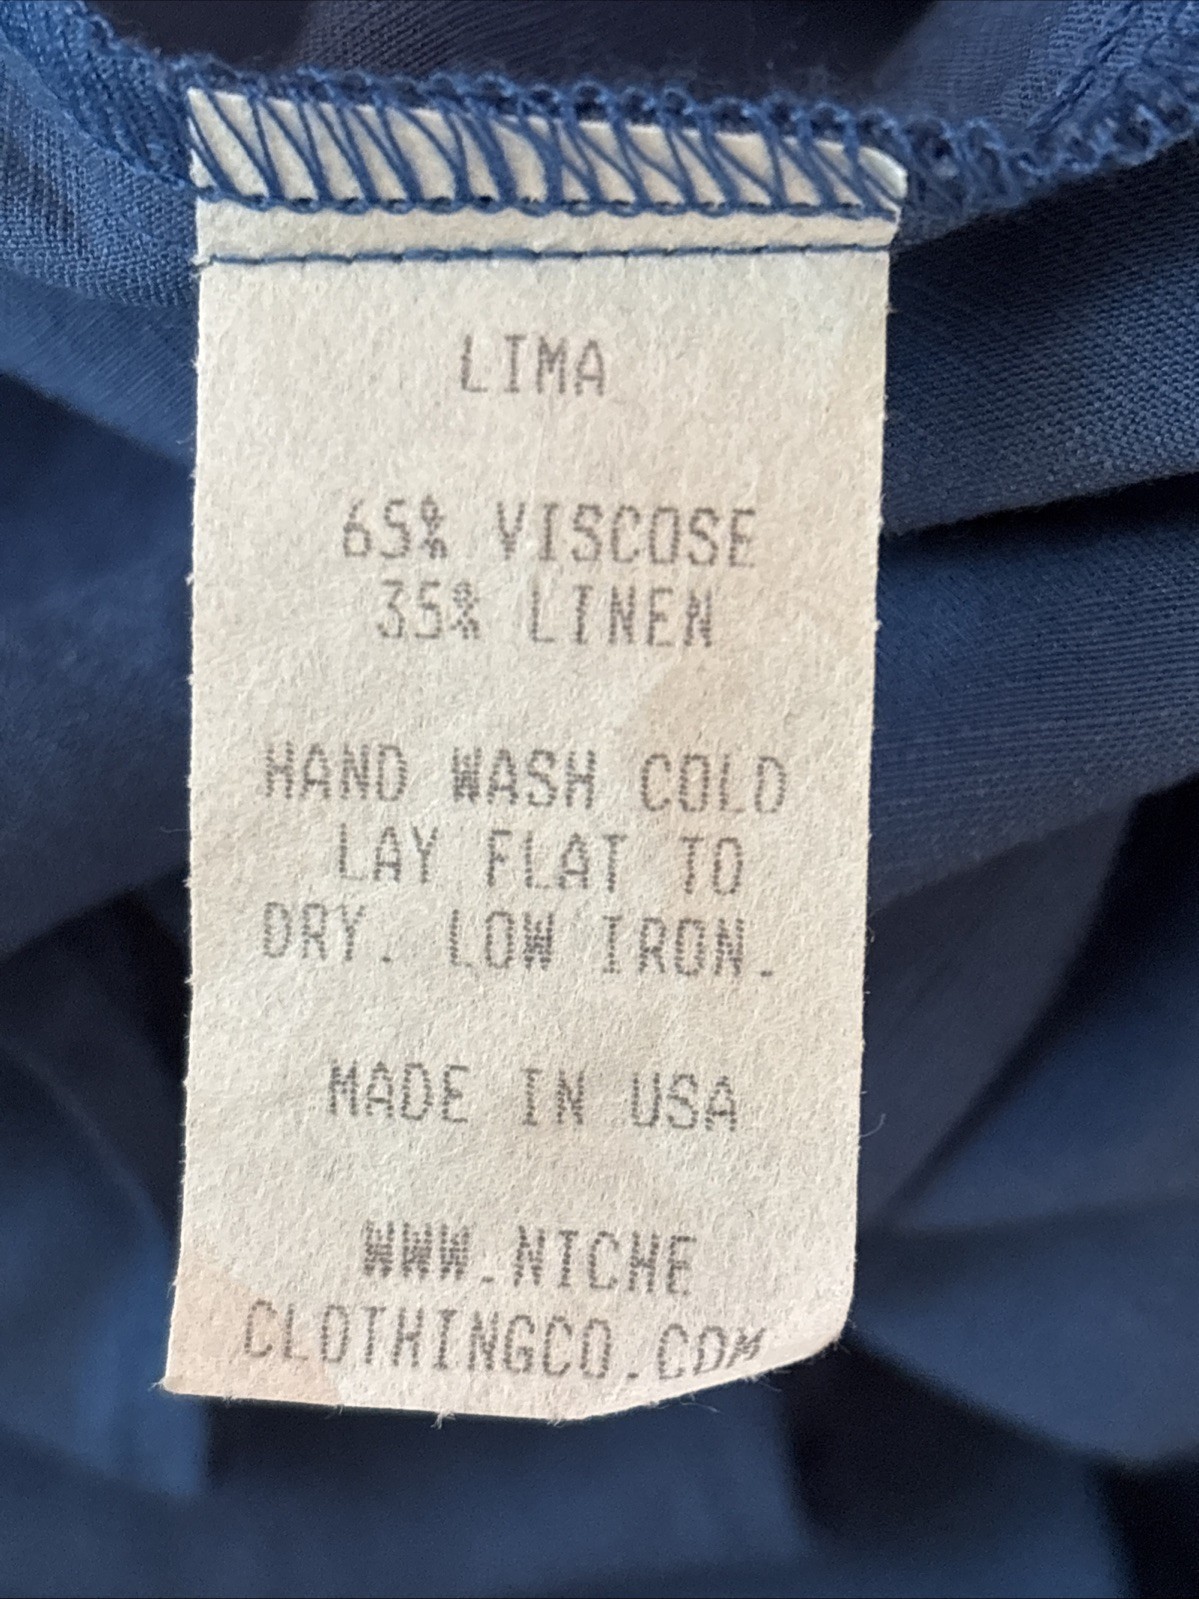 LIMA
65% VISCOSE
35% LINEN
HAND WASH COLD
LAY FLAT TO
DRY. LOW IRON.
MADE IN USA
WWW.NICHE
CLOTHINGCO.COM